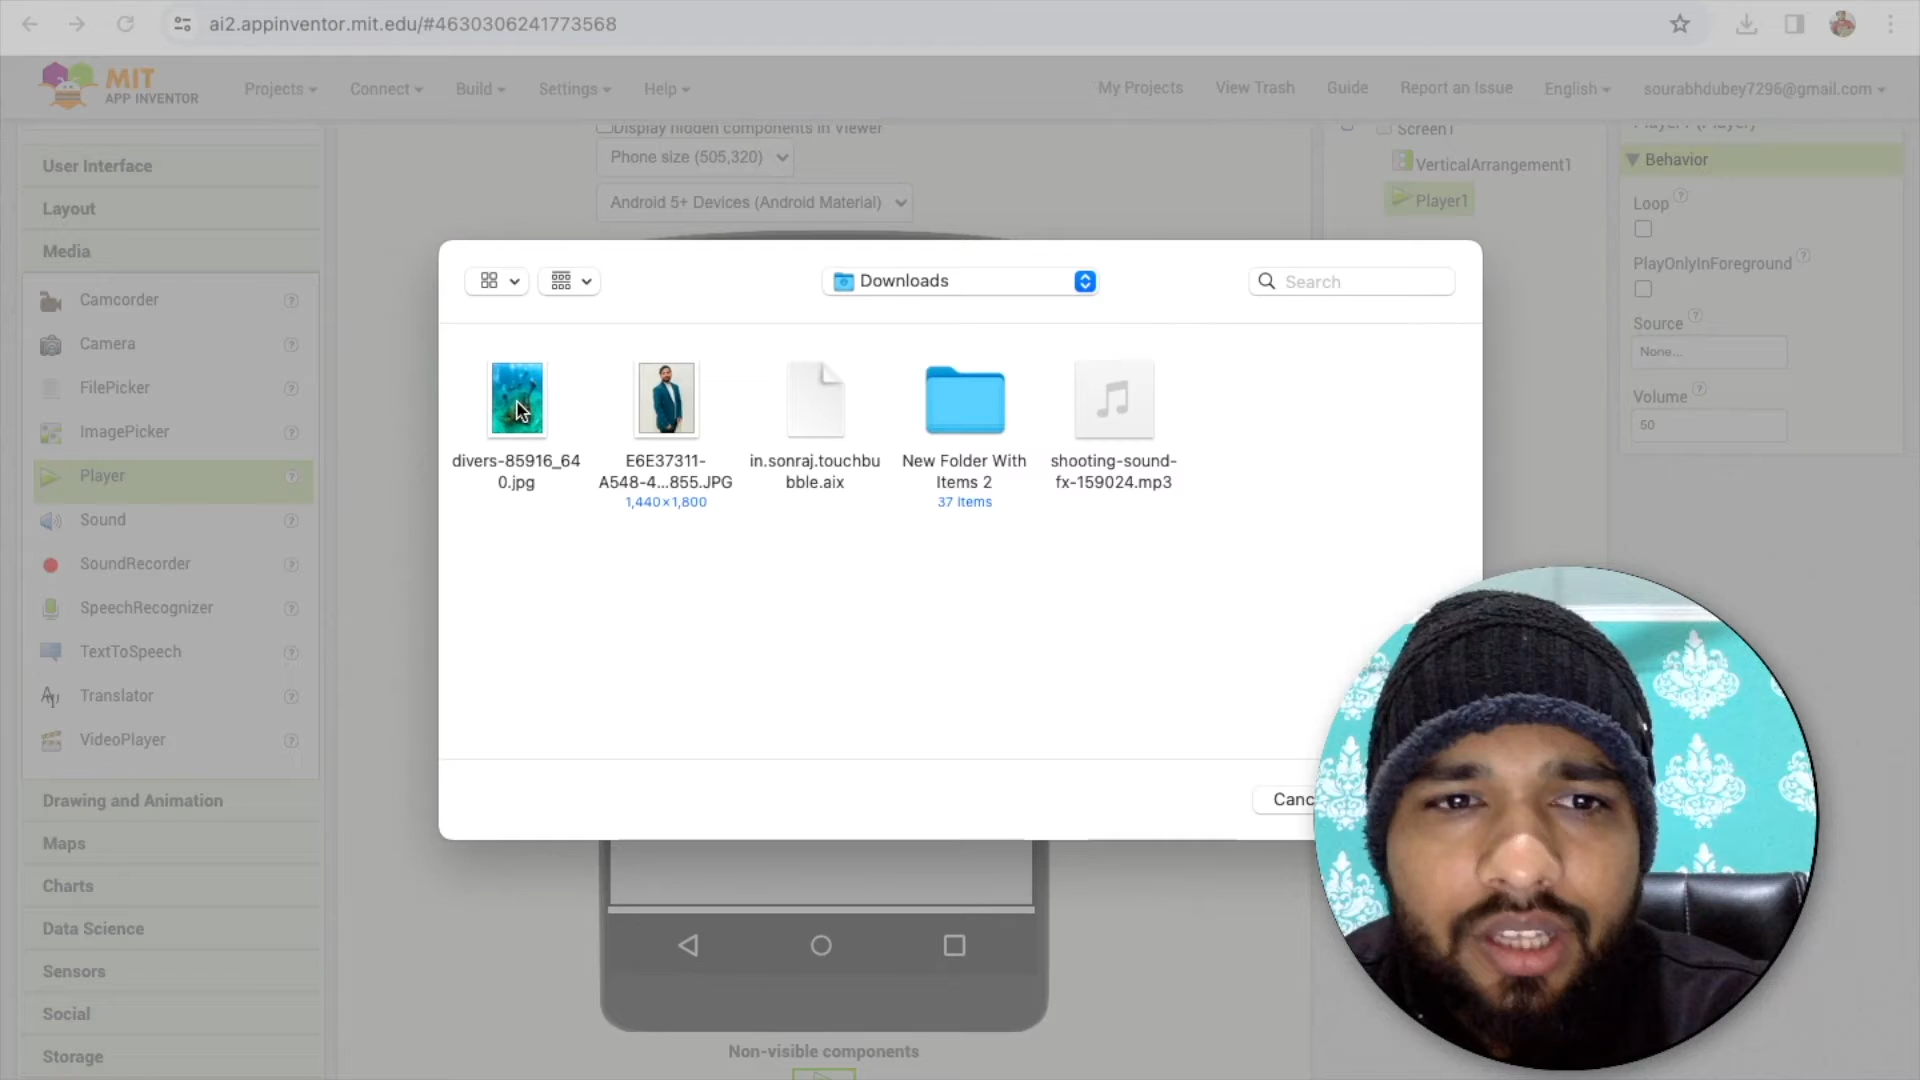 ai2.appinventor.mit.edu/#4630306241773568
MIT
APP INVENTOR
Projects
Connect
Build
Settings
Help
My Projects
View Trash
Guide
Report an Issue
English
sourabhdubey7296@gmail.com
User Interface
Layout
Media
Camcorder
Camera
FilePicker
ImagePicker
Player
Sound
SoundRecorder
SpeechRecognizer
TextToSpeech
Translator
VideoPlayer
Drawing and Animation
Maps
Charts
Data Science
Sensors
Social
Storage
Display hidden components in Viewer
Phone size (505,320)
Android 5+ Devices (Android Material)
Downloads
Search
divers-85916_64
0.jpg
E6E37311-
A548-4...855.JPG
1,440×1,800
in.sonraj.touchbu
bble.aix
New Folder With
Items 2
37 items
shooting-sound-
fx-159024.mp3
Canc
Non-visible components
Screen1
VerticalArrangement1
Player1
Player1 (Player)
Behavior
Loop
PlayOnlyInForeground
Source
None...
Volume
50